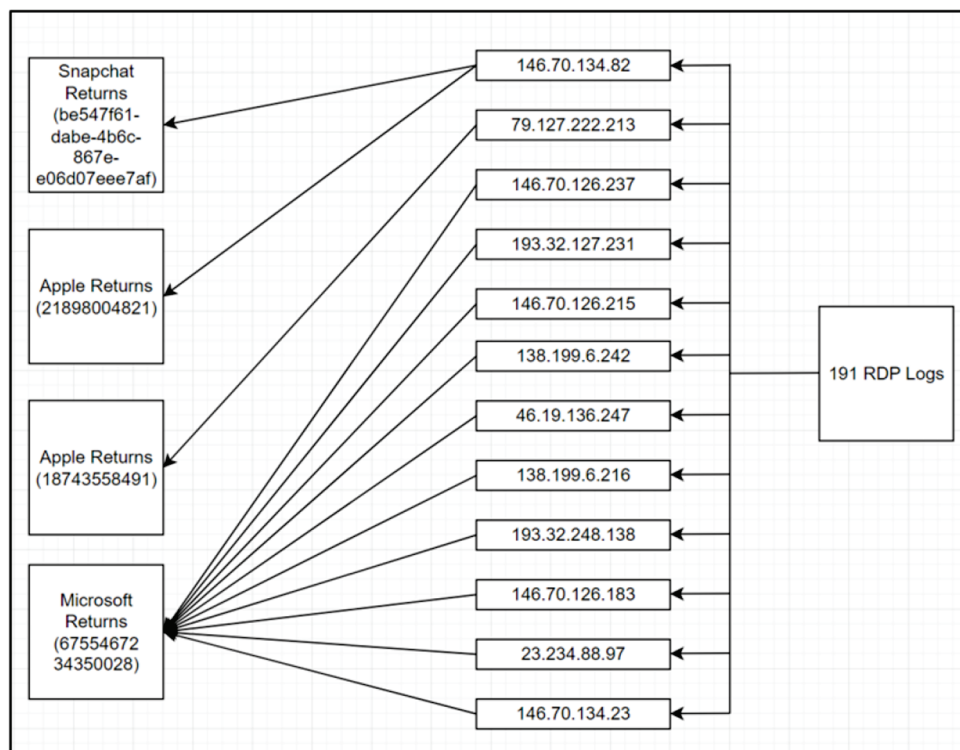 Snapchat
Returns
(be547f61-
dabe-4b6c-
867e-
e06d07eee7af)
Apple Returns
(21898004821)
Apple Returns
(18743558491)
Microsoft
Returns
(67554672
34350028)
146.70.134.82
79.127.222.213
146.70.126.237
193.32.127.231
146.70.126.215
138.199.6.242
46.19.136.247
138.199.6.216
193.32.248.138
146.70.126.183
23.234.88.97
146.70.134.23
191 RDP Logs